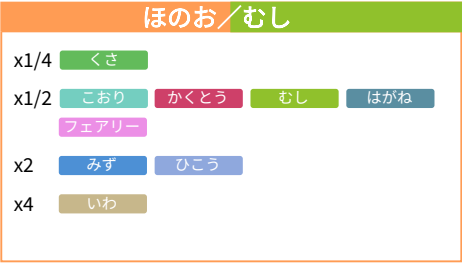 ほのお／むし
x1/4 くさ
x1/2 こおり かくとう むし はがね
フェアリー
x2 みず ひこう
x4 いわ